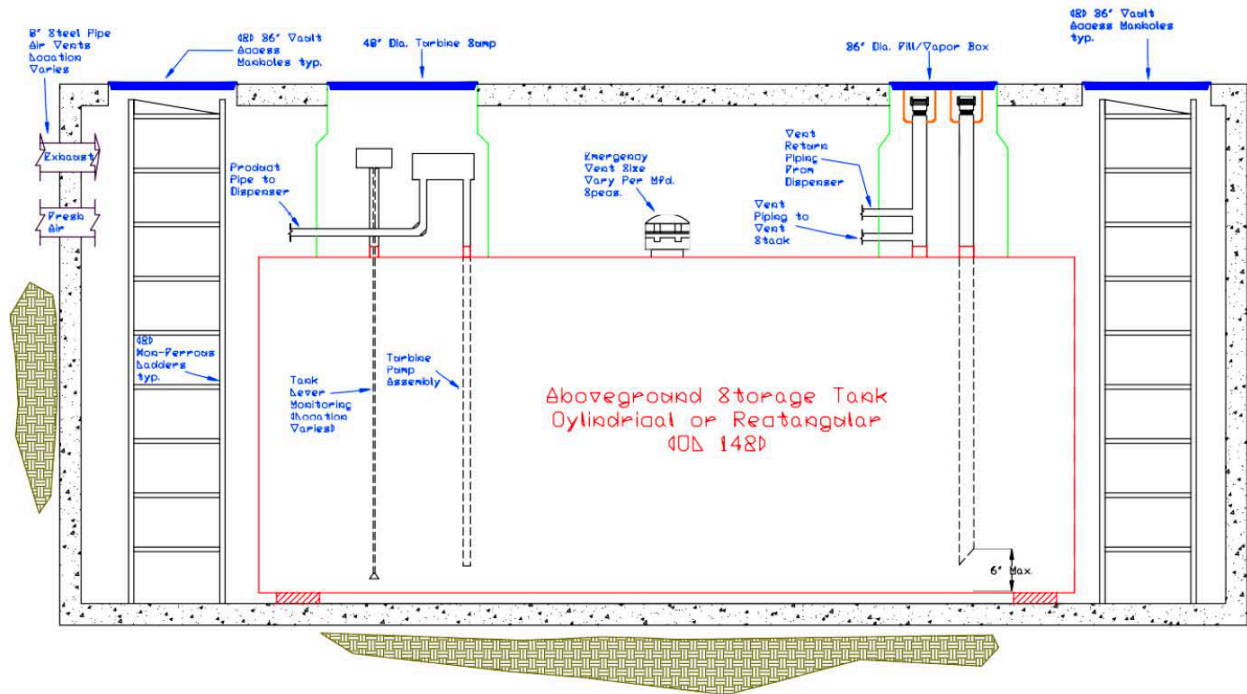 8" Steel Pipe
Air Vents
Location
Varies
(2) 36" Vault
Access
Manholes typ.
48" Dia. Turbine Sump
36" Dia. Fill/Vapor Box
(2) 36" Vault
Access Manholes
typ.
Exhaust
Fresh
Air
Product
Pipe to
Dispenser
Emergency
Vent Size
Vary Per Mfd.
Specs.
Vent
Return
Piping
From
Dispenser
Vent
Piping to
Vent
Stack
(2)
Non-Ferrous
Ladders
typ.
Tank
Lever
Monitoring
(Location
Varies)
Turbine
Pump
Assembly
Aboveground Storage Tank
Cylindrical or Rectangular
(UL 142)
6" Max.